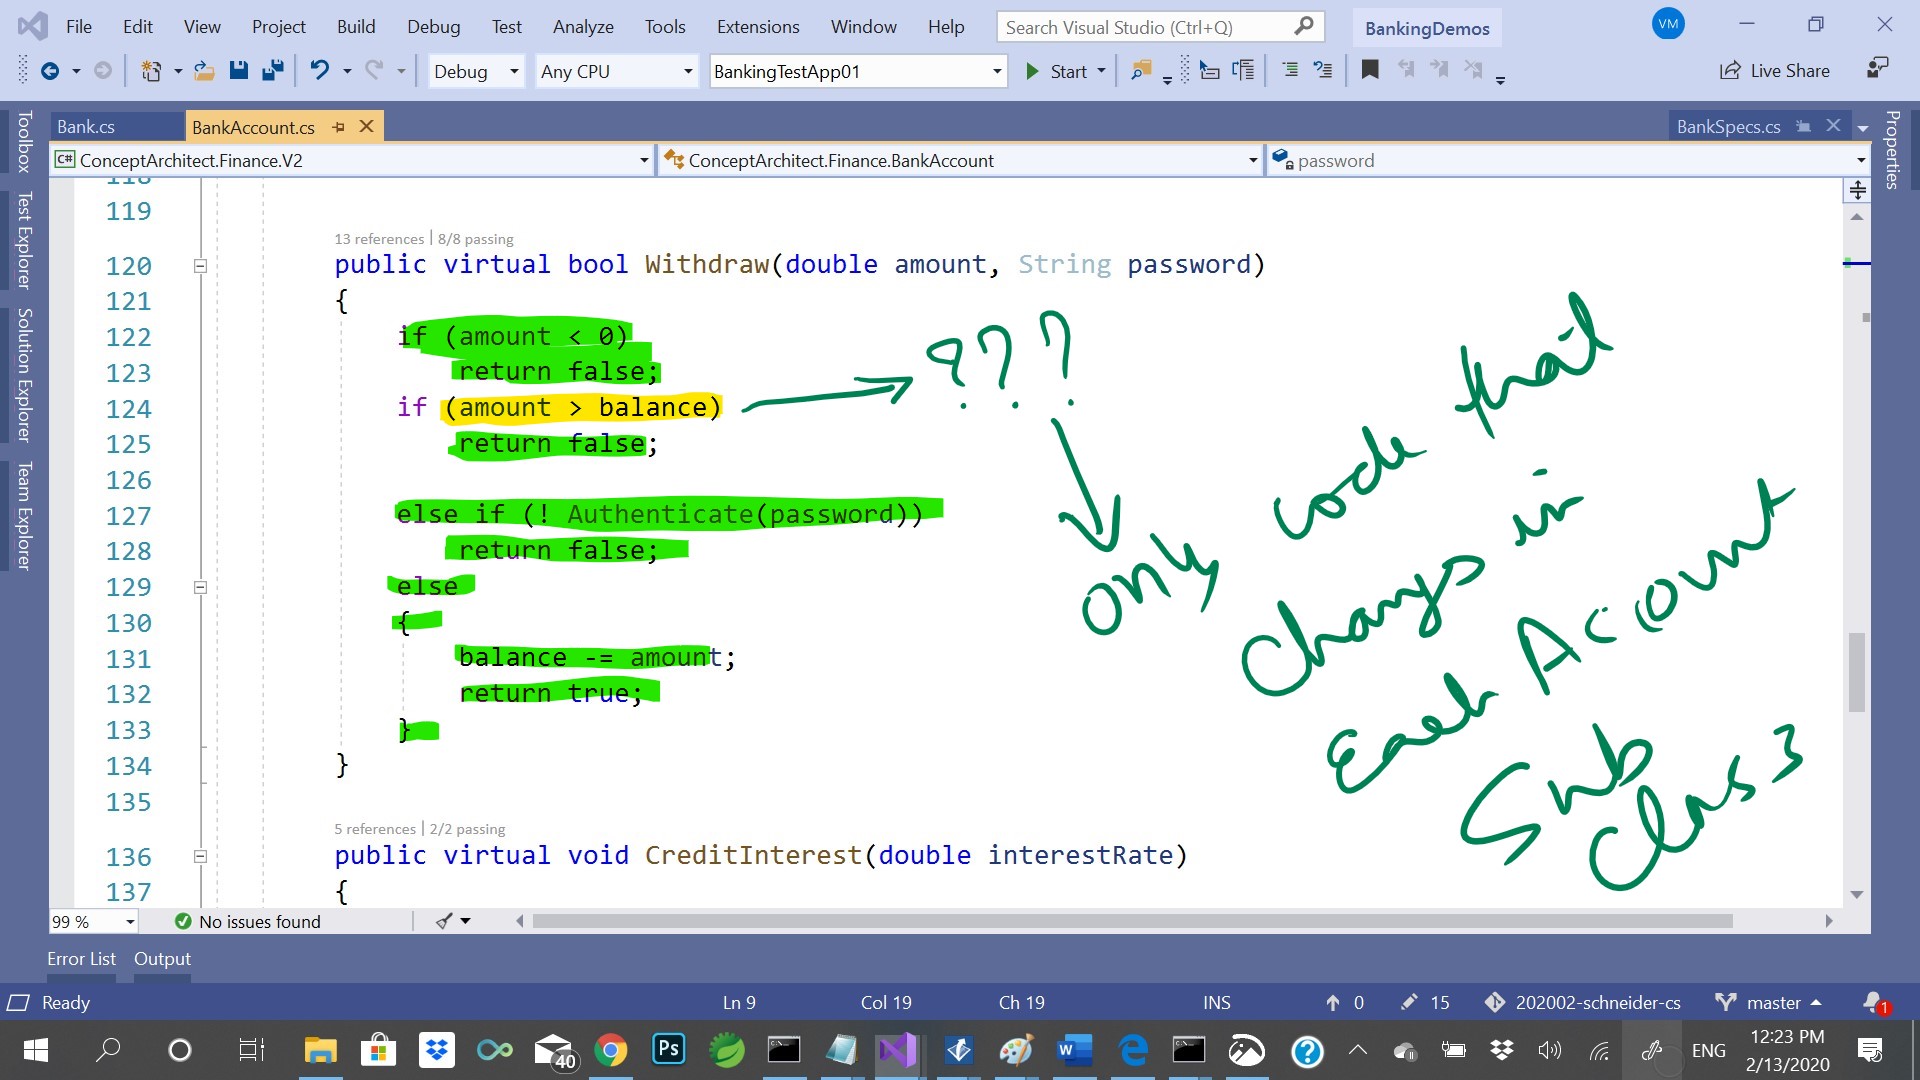 File Edit View Project Build Debug Test Analyze Tools Extensions Window Help Search Visual Studio (Ctrl+Q) BankingDemos VM
Debug Any CPU BankingTestApp01 Start Live Share
Bank.cs BankAccount.cs BankSpecs.cs
C# ConceptArchitect.Finance.V2 ConceptArchitect.Finance.BankAccount password
Toolbox
Test Explorer
Solution Explorer
Team Explorer
Properties
118
119
13 references | 8/8 passing
120 public virtual bool Withdraw(double amount, String password)
121 {
122 if (amount < 0)
123 return false;
124 if (amount > balance)
125 return false;
126
127 else if (! Authenticate(password))
128 return false;
129 else
130 {
131 balance -= amount;
132 return true;
133 }
134 }
135
5 references | 2/2 passing
136 public virtual void CreditInterest(double interestRate)
137 {
???
only code that
changes in
Each Account
Sub
Class
99 % No issues found
Error List Output
Ready Ln 9 Col 19 Ch 19 INS 0 15 202002-schneider-cs master 1
40 Ps W ? ENG 12:23 PM
2/13/2020